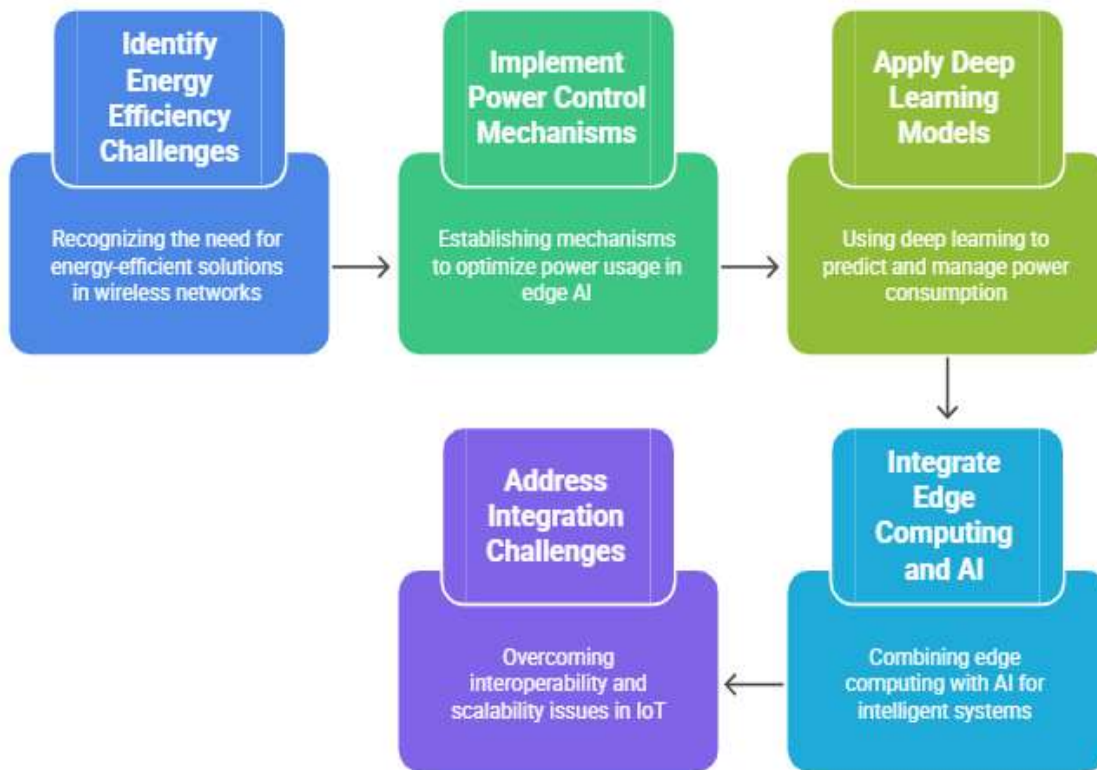 Identify
Energy
Efficiency
Challenges
Recognizing the need for
energy-efficient solutions
in wireless networks
Implement
Power Control
Mechanisms
Establishing mechanisms
to optimize power usage in
edge AI
Apply Deep
Learning
Models
Using deep learning to
predict and manage power
consumption
Integrate
Edge
Computing
and AI
Combining edge
computing with AI for
intelligent systems
Address
Integration
Challenges
Overcoming
interoperability and
scalability issues in IoT